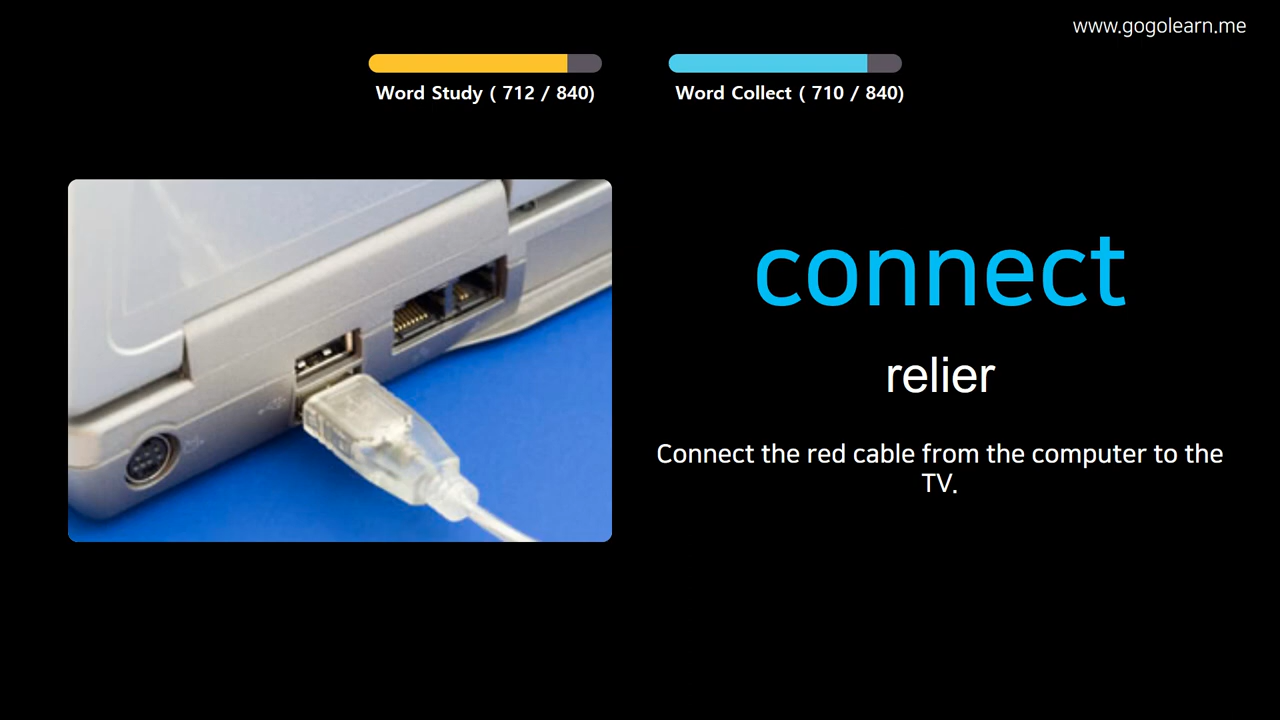 www.gogolearn.me
Word Study ( 712 / 840)
Word Collect ( 710 / 840)
connect
relier
Connect the red cable from the computer to the
TV.